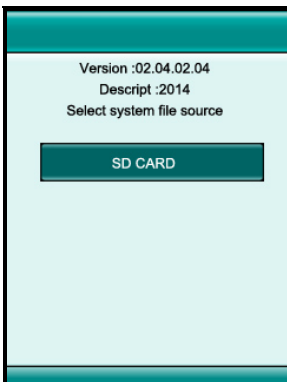 Version :02.04.02.04
Descript :2014
Select system file source
SD CARD